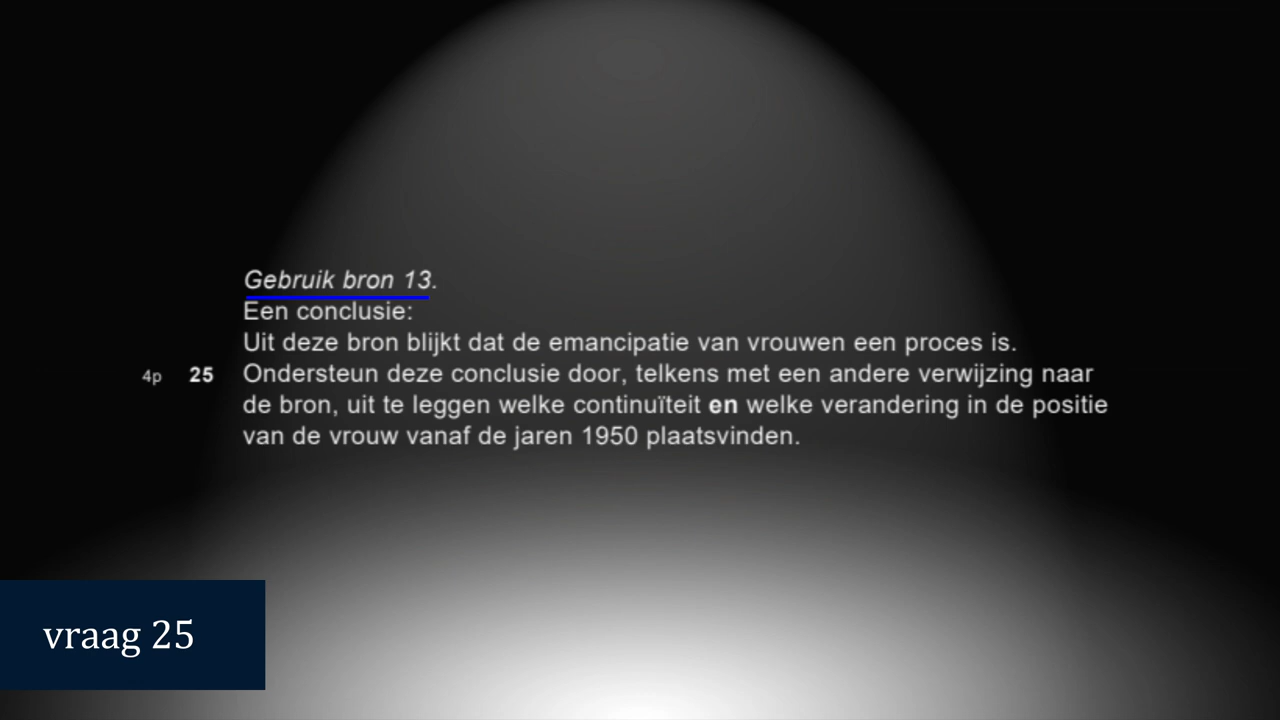 Gebruik bron 13.
Een conclusie:
Uit deze bron blijkt dat de emancipatie van vrouwen een proces is.
4p 25 Ondersteun deze conclusie door, telkens met een andere verwijzing naar
de bron, uit te leggen welke continuïteit en welke verandering in de positie
van de vrouw vanaf de jaren 1950 plaatsvinden.
vraag 25